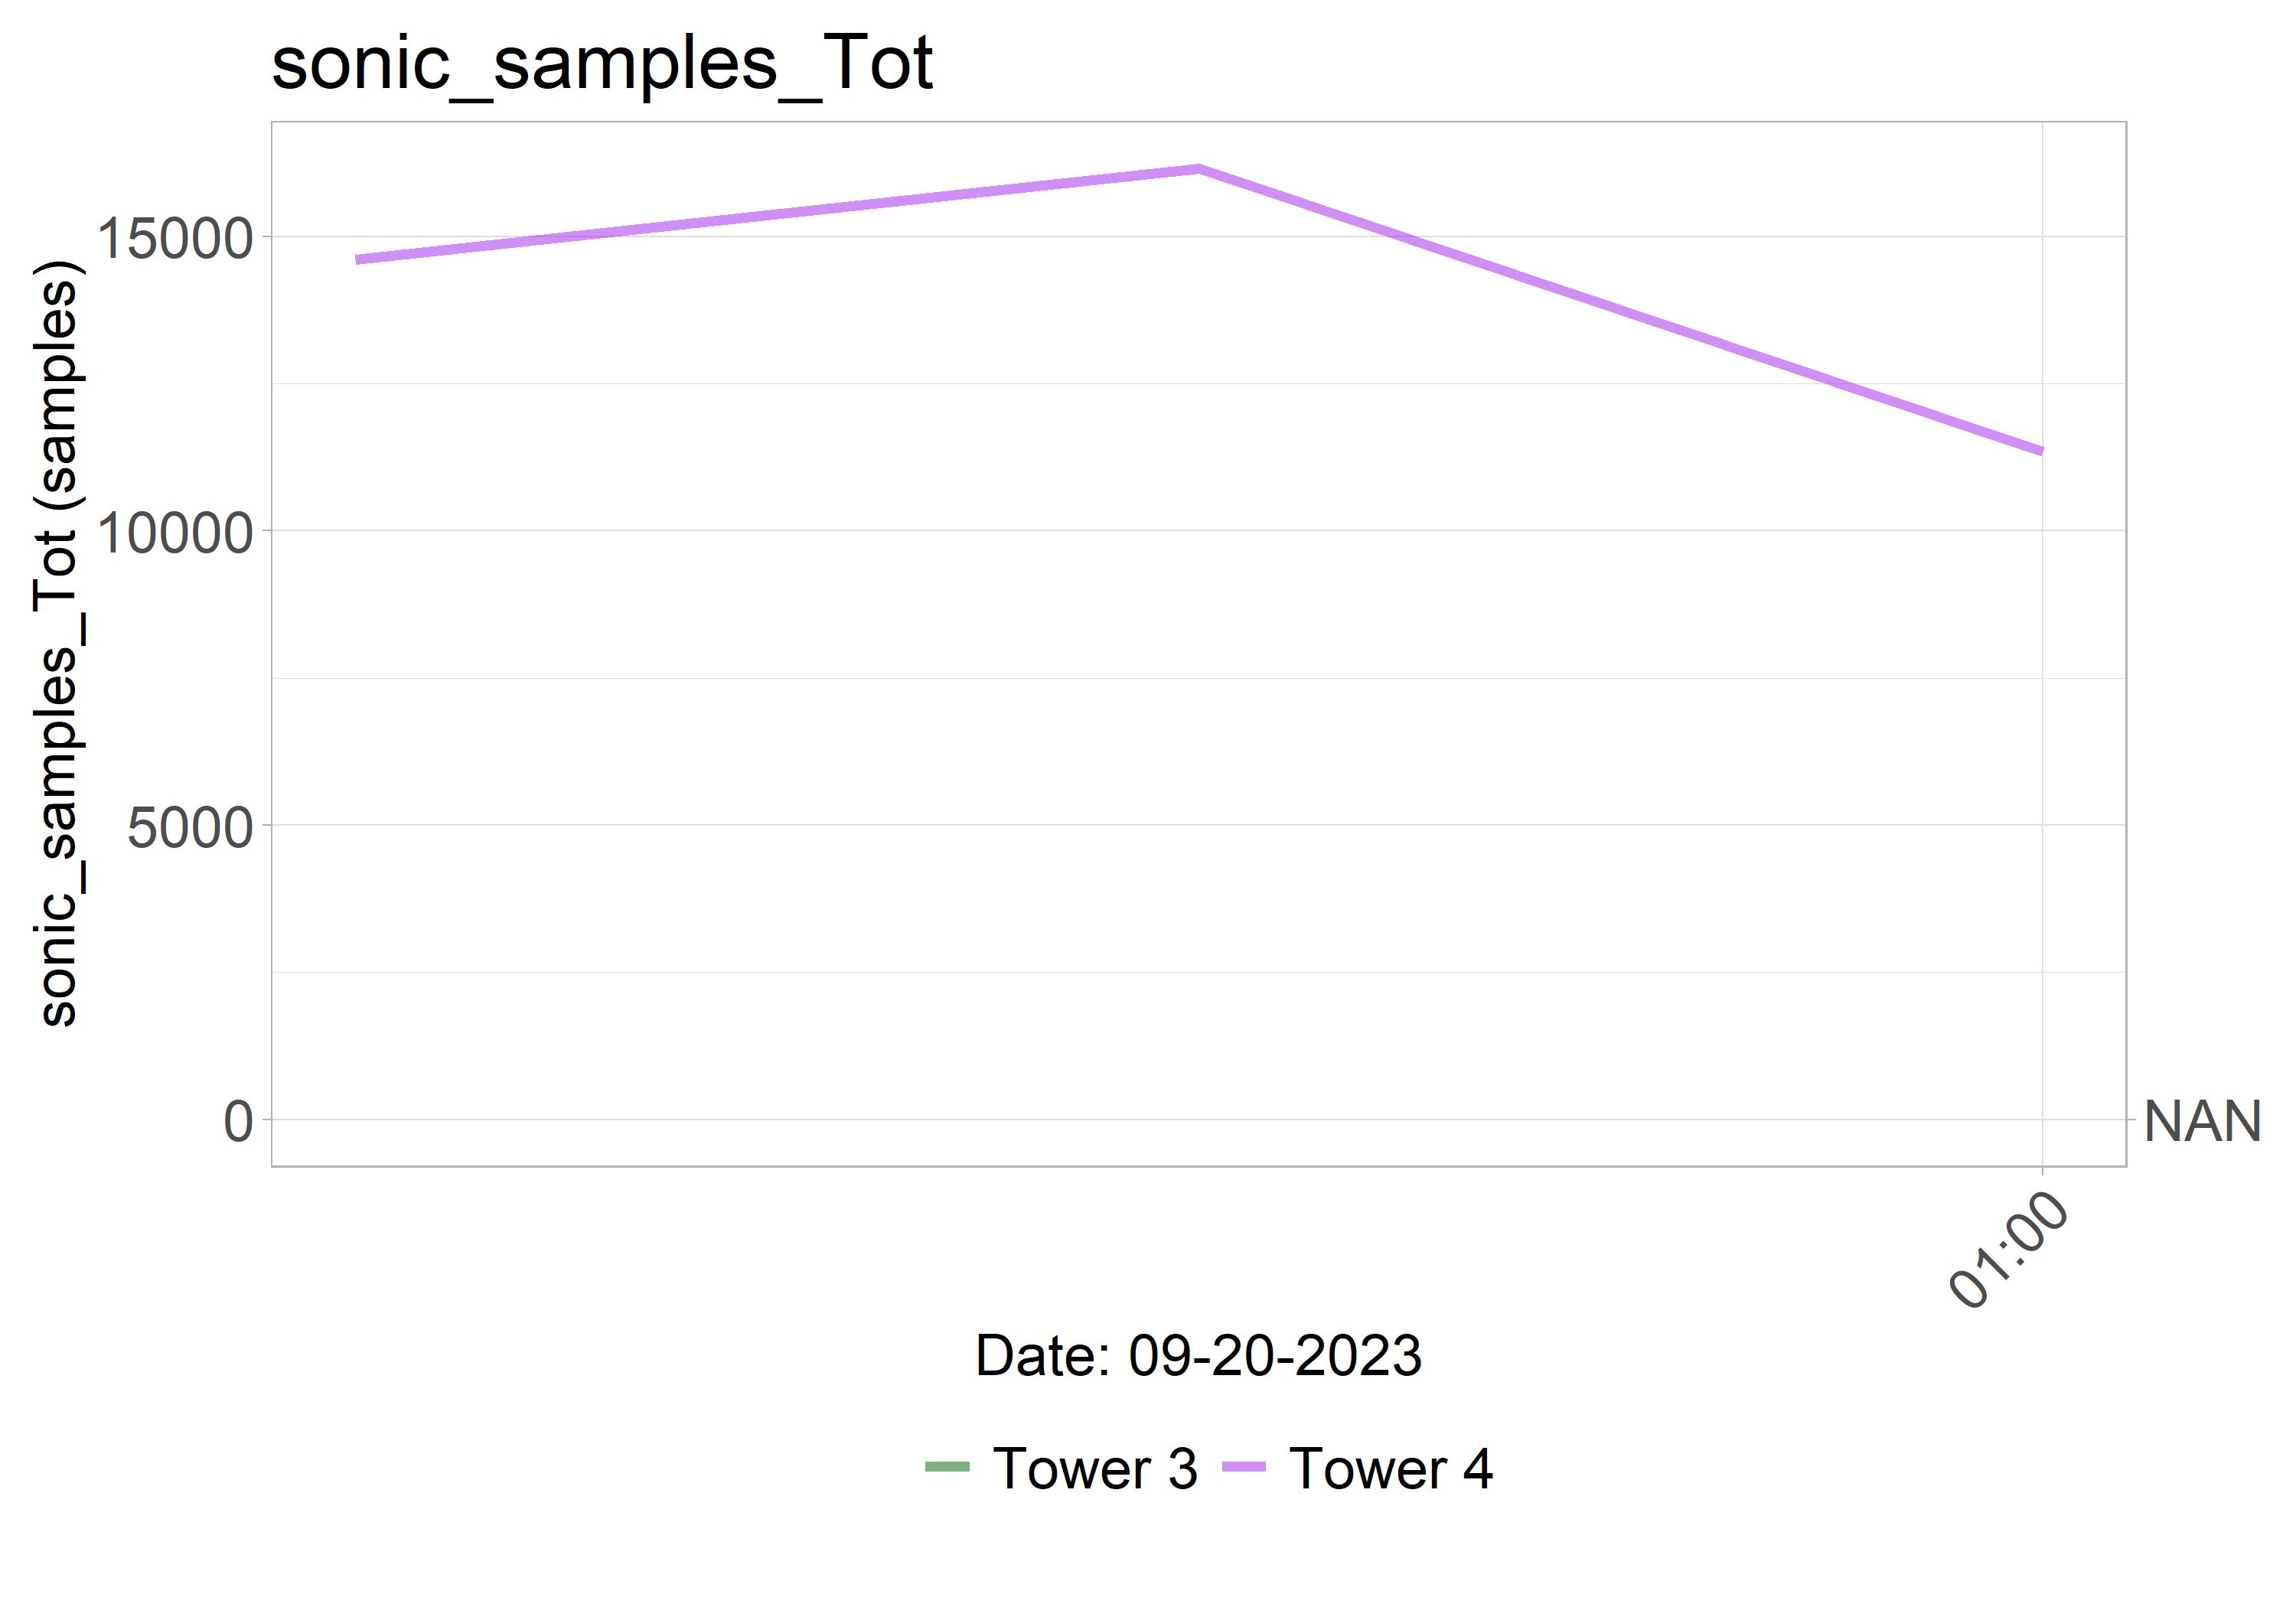 sonic_samples_Tot
sonic_samples_Tot (samples)
15000
10000
5000
0
NAN
01:00
Date: 09-20-2023
Tower 3
Tower 4